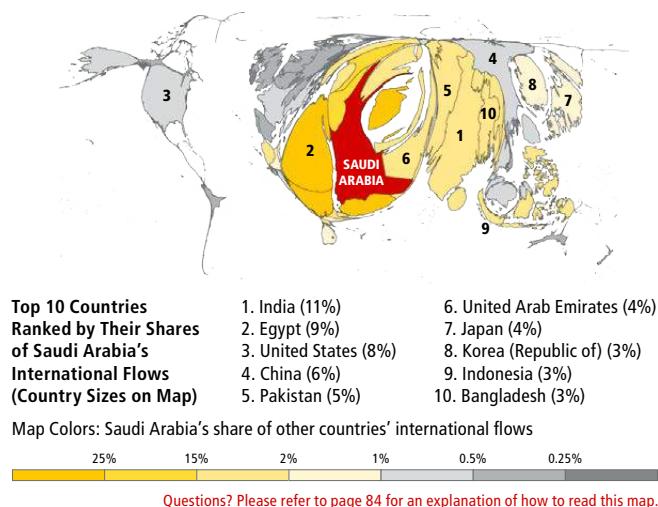 4
3
5
8
7
10
1
2
6
SAUDI
ARABIA
9
Top 10 Countries
Ranked by Their Shares
of Saudi Arabia’s
International Flows
(Country Sizes on Map)
1. India (11%)
2. Egypt (9%)
3. United States (8%)
4. China (6%)
5. Pakistan (5%)
6. United Arab Emirates (4%)
7. Japan (4%)
8. Korea (Republic of) (3%)
9. Indonesia (3%)
10. Bangladesh (3%)
Map Colors: Saudi Arabia’s share of other countries’ international flows
25% 15% 2% 1% 0.5% 0.25%
Questions? Please refer to page 84 for an explanation of how to read this map.